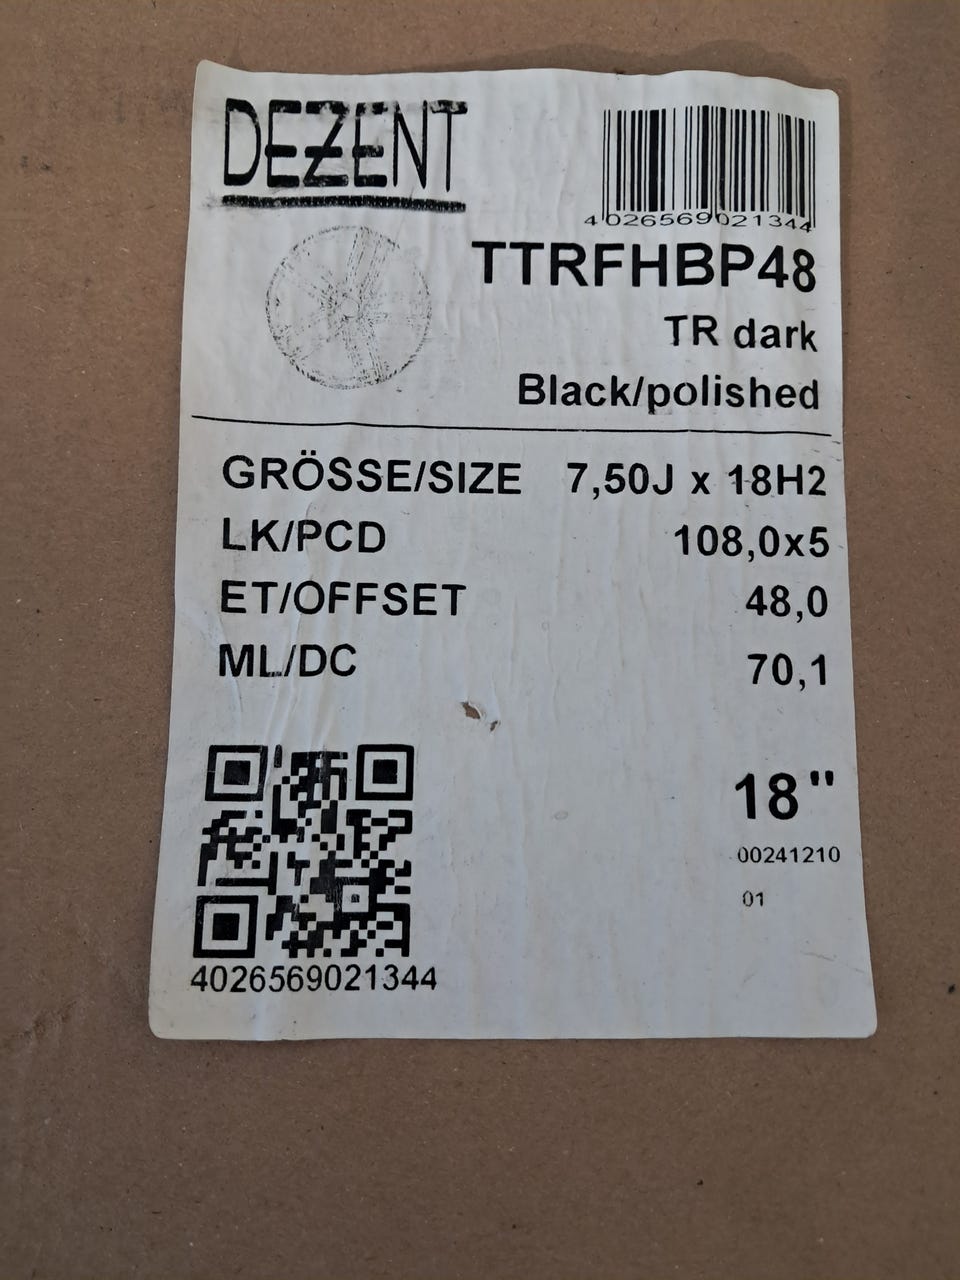 DEZENT
4026569021344
TTRFHBP48
TR dark
Black/polished
GRÖSSE/SIZE 7,50J x 18H2
LK/PCD 108,0x5
ET/OFFSET 48,0
ML/DC 70,1
18"
00241210
01
4026569021344